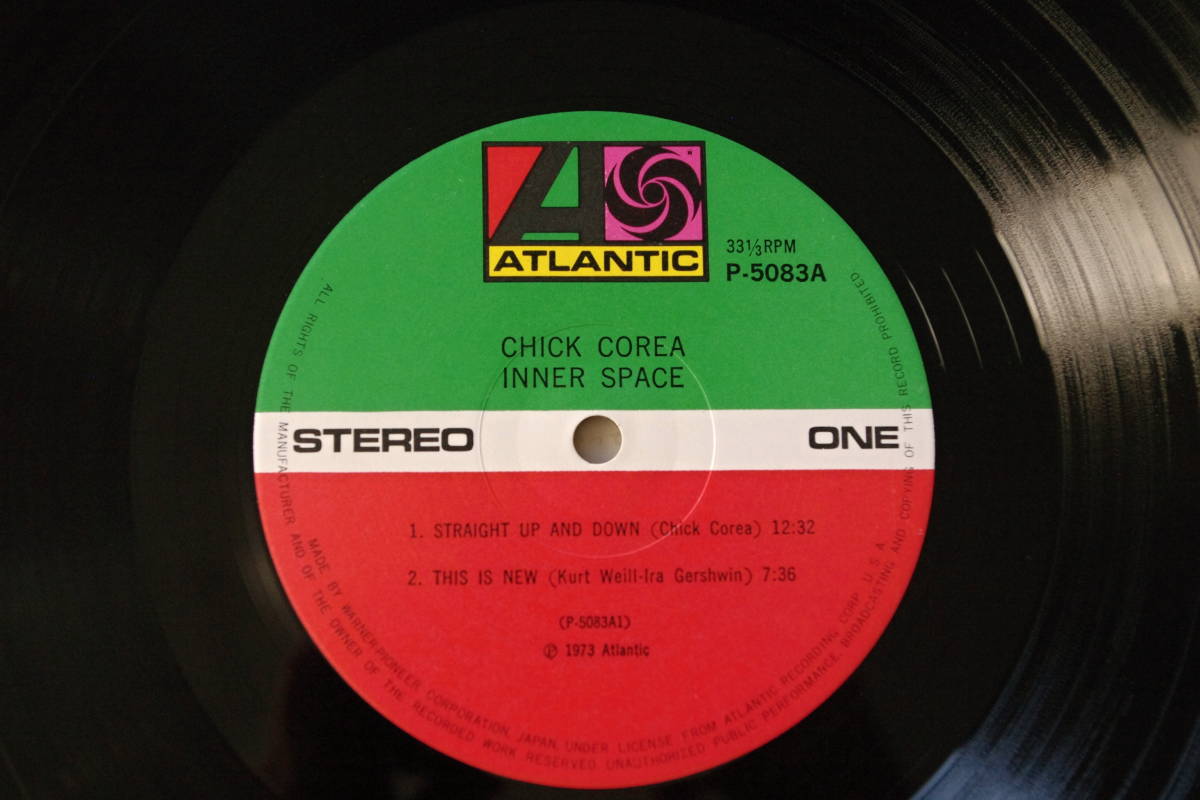 ATLANTIC
33⅓ RPM
P-5083A
CHICK COREA
INNER SPACE
STEREO
ONE
1. STRAIGHT UP AND DOWN (Chick Corea) 12:32
2. THIS IS NEW (Kurt Weill-Ira Gershwin) 7:36
(P-5083A1)
℗ 1973 Atlantic
MADE BY WARNER-PIONEER CORPORATION, JAPAN, UNDER LICENSE FROM ATLANTIC RECORDING CORP. U.S.A.
ALL RIGHTS OF THE MANUFACTURER AND OF THE OWNER OF THE RECORDED WORK RESERVED. UNAUTHORIZED PUBLIC PERFORMANCE, BROADCASTING AND COPYING OF THIS RECORD PROHIBITED.